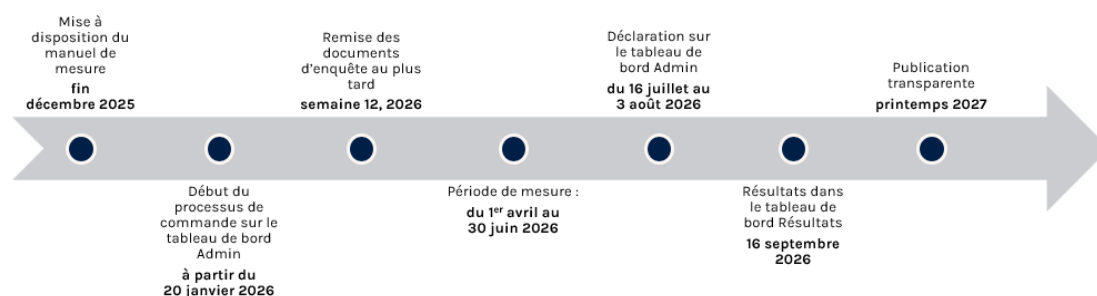 Mise à
disposition du
manuel de
mesure
fin
décembre 2025
Début du
processus de
commande sur le
tableau de bord
Admin
à partir du
20 janvier 2026
Remise des
documents
d'enquête au plus
tard
semaine 12, 2026
Période de mesure :
du 1er avril au
30 juin 2026
Déclaration sur
le tableau de
bord Admin
du 16 juillet au
3 août 2026
Résultats dans
le tableau de
bord Résultats
16 septembre
2026
Publication
transparente
printemps 2027